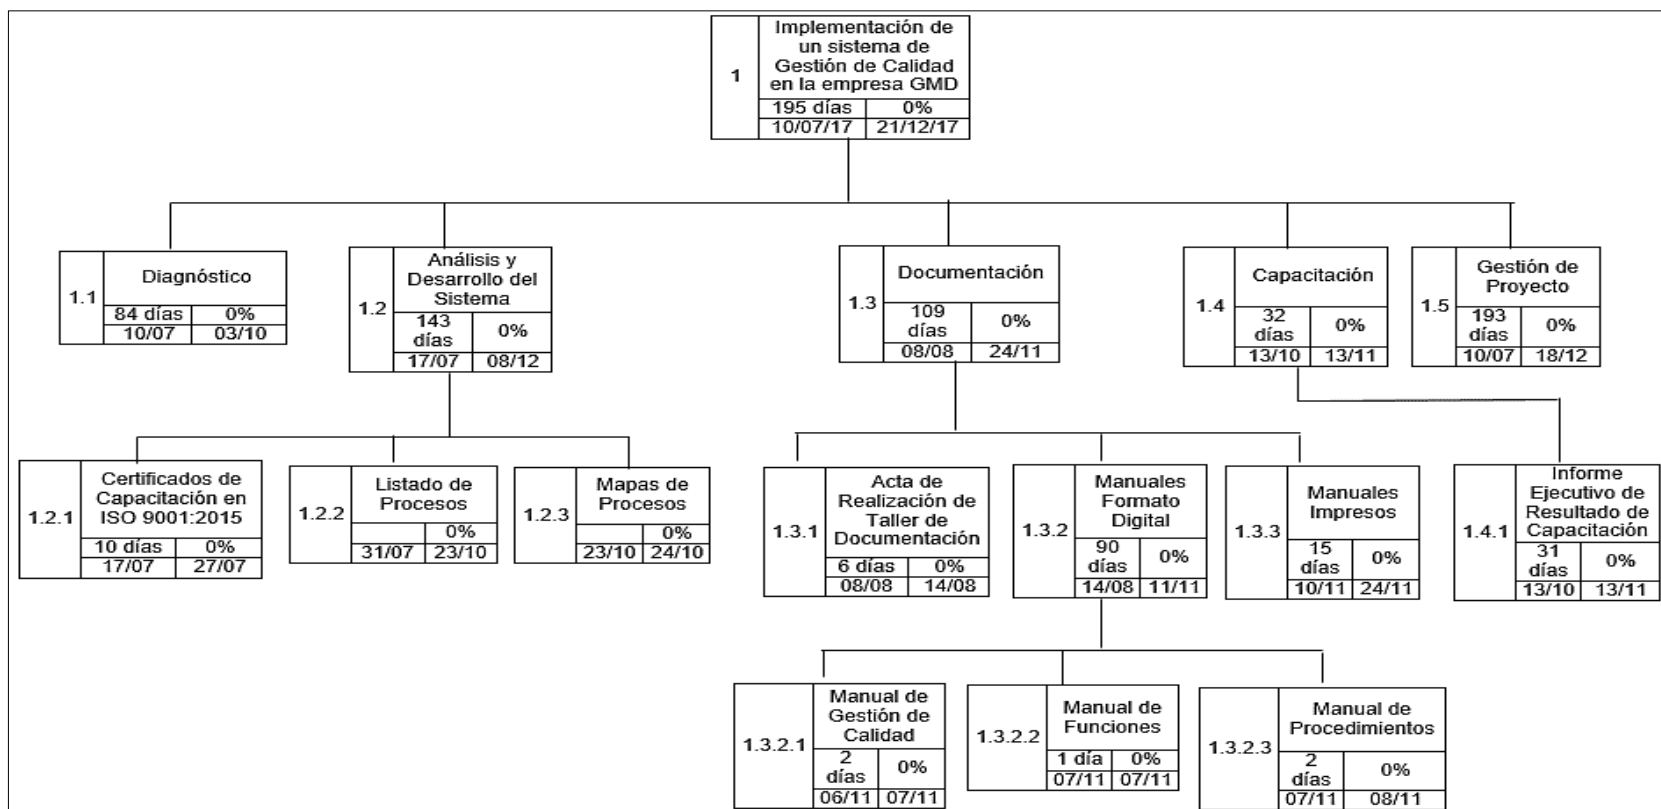 1
Implementación de
un sistema de
Gestión de Calidad
en la empresa GMD
195 días 0%
10/07/17 21/12/17
1.1
Diagnóstico
84 días 0%
10/07 03/10
1.2
Análisis y
Desarrollo del
Sistema
143
días 0%
17/07 08/12
1.3
Documentación
109
días 0%
08/08 24/11
1.4
Capacitación
32
días 0%
13/10 13/11
1.5
Gestión de
Proyecto
193
días 0%
10/07 18/12
1.2.1
Certificados de
Capacitación en
ISO 9001:2015
10 días 0%
17/07 27/07
1.2.2
Listado de
Procesos
0%
31/07 23/10
1.2.3
Mapas de
Procesos
0%
23/10 24/10
1.3.1
Acta de
Realización de
Taller de
Documentación
6 días 0%
08/08 14/08
1.3.2
Manuales
Formato
Digital
90
días 0%
14/08 11/11
1.3.3
Manuales
Impresos
15
días 0%
10/11 24/11
1.4.1
Informe
Ejecutivo de
Resultado de
Capacitación
31
días 0%
13/10 13/11
1.3.2.1
Manual de
Gestión de
Calidad
2
días 0%
06/11 07/11
1.3.2.2
Manual de
Funciones
1 día 0%
07/11 07/11
1.3.2.3
Manual de
Procedimientos
2
días 0%
07/11 08/11